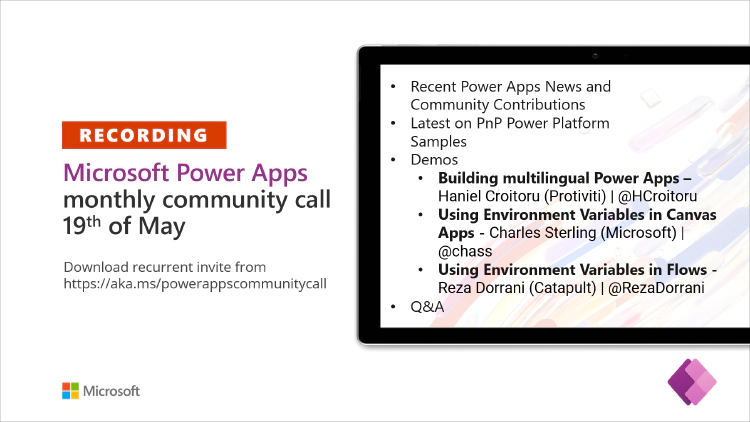 RECORDING
Microsoft Power Apps
monthly community call
19th of May
Download recurrent invite from
https://aka.ms/powerappscommunitycall
Microsoft
• Recent Power Apps News and
Community Contributions
• Latest on PnP Power Platform
Samples
• Demos
• Building multilingual Power Apps –
Haniel Croitoru (Protiviti) | @HCroitoru
• Using Environment Variables in Canvas
Apps - Charles Sterling (Microsoft) |
@chass
• Using Environment Variables in Flows -
Reza Dorrani (Catapult) | @RezaDorrani
• Q&A